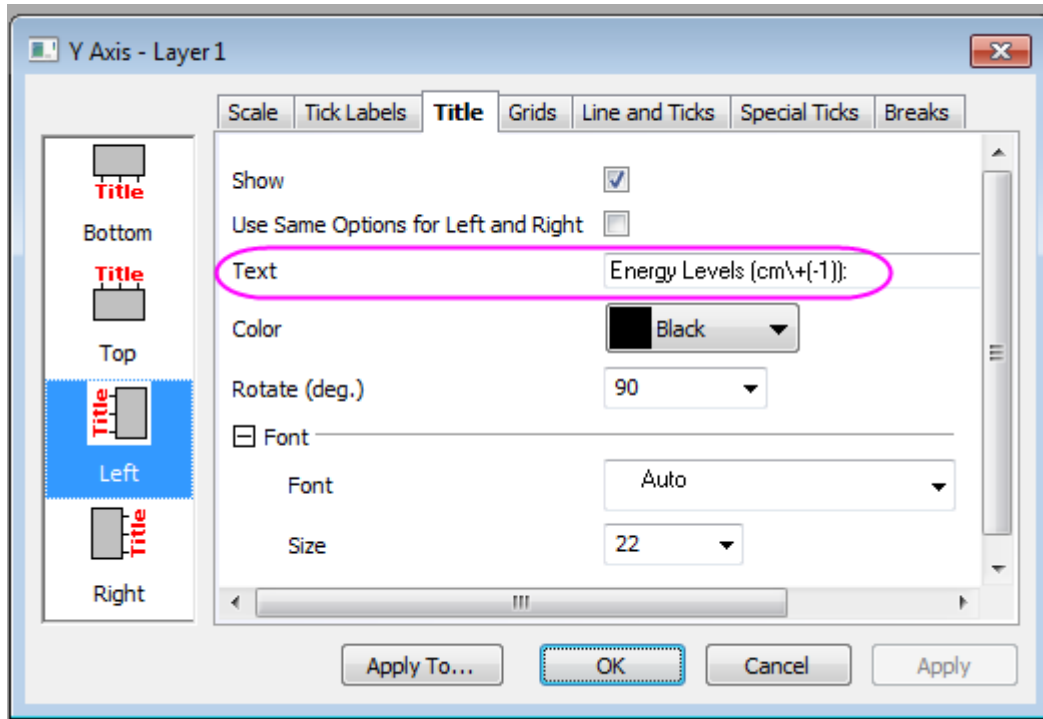 Y Axis - Layer 1
Scale Tick Labels Title Grids Line and Ticks Special Ticks Breaks
Title
Bottom
Title
Top
Title
Left
Title
Right
Show
Use Same Options for Left and Right
Text Energy Levels (cm\+(-1)):
Color Black
Rotate (deg.) 90
Font
Font Auto
Size 22
Apply To... OK Cancel Apply